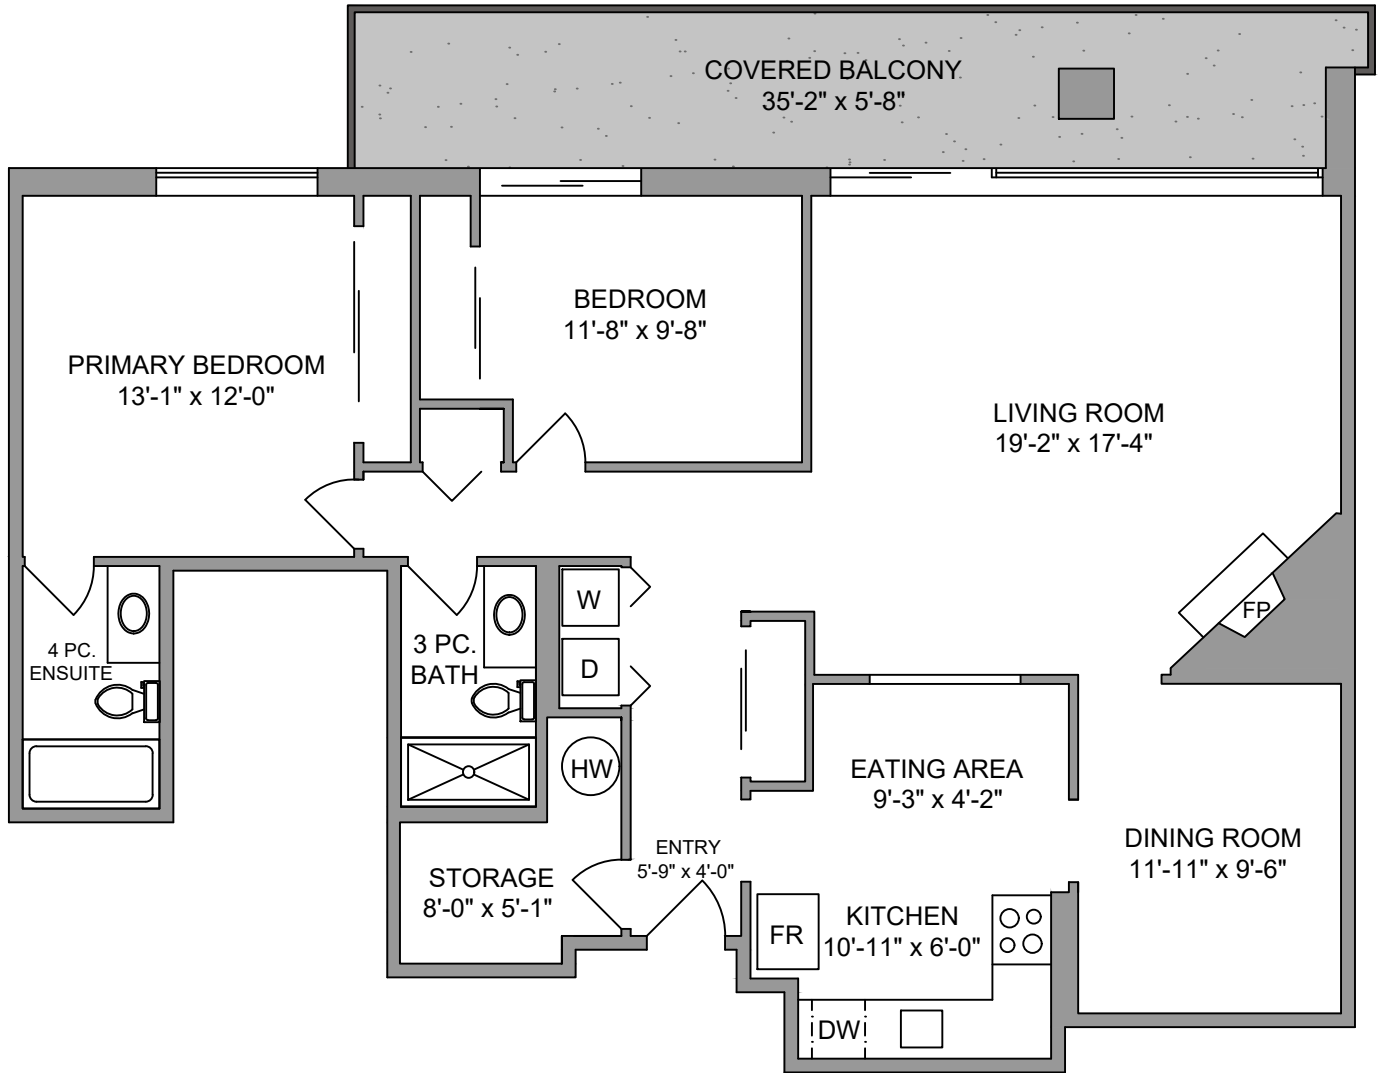 COVERED BALCONY
35'-2" x 5'-8"
BEDROOM
11'-8" x 9'-8"
PRIMARY BEDROOM
13'-1" x 12'-0"
LIVING ROOM
19'-2" x 17'-4"
W
FP
4 PC.
ENSUITE
3 PC.
BATH
D
HW
EATING AREA
9'-3" x 4'-2"
DINING ROOM
11'-11" x 9'-6"
ENTRY
5'-9" x 4'-0"
STORAGE
8'-0" x 5'-1"
FR
KITCHEN
10'-11" x 6'-0"
DW